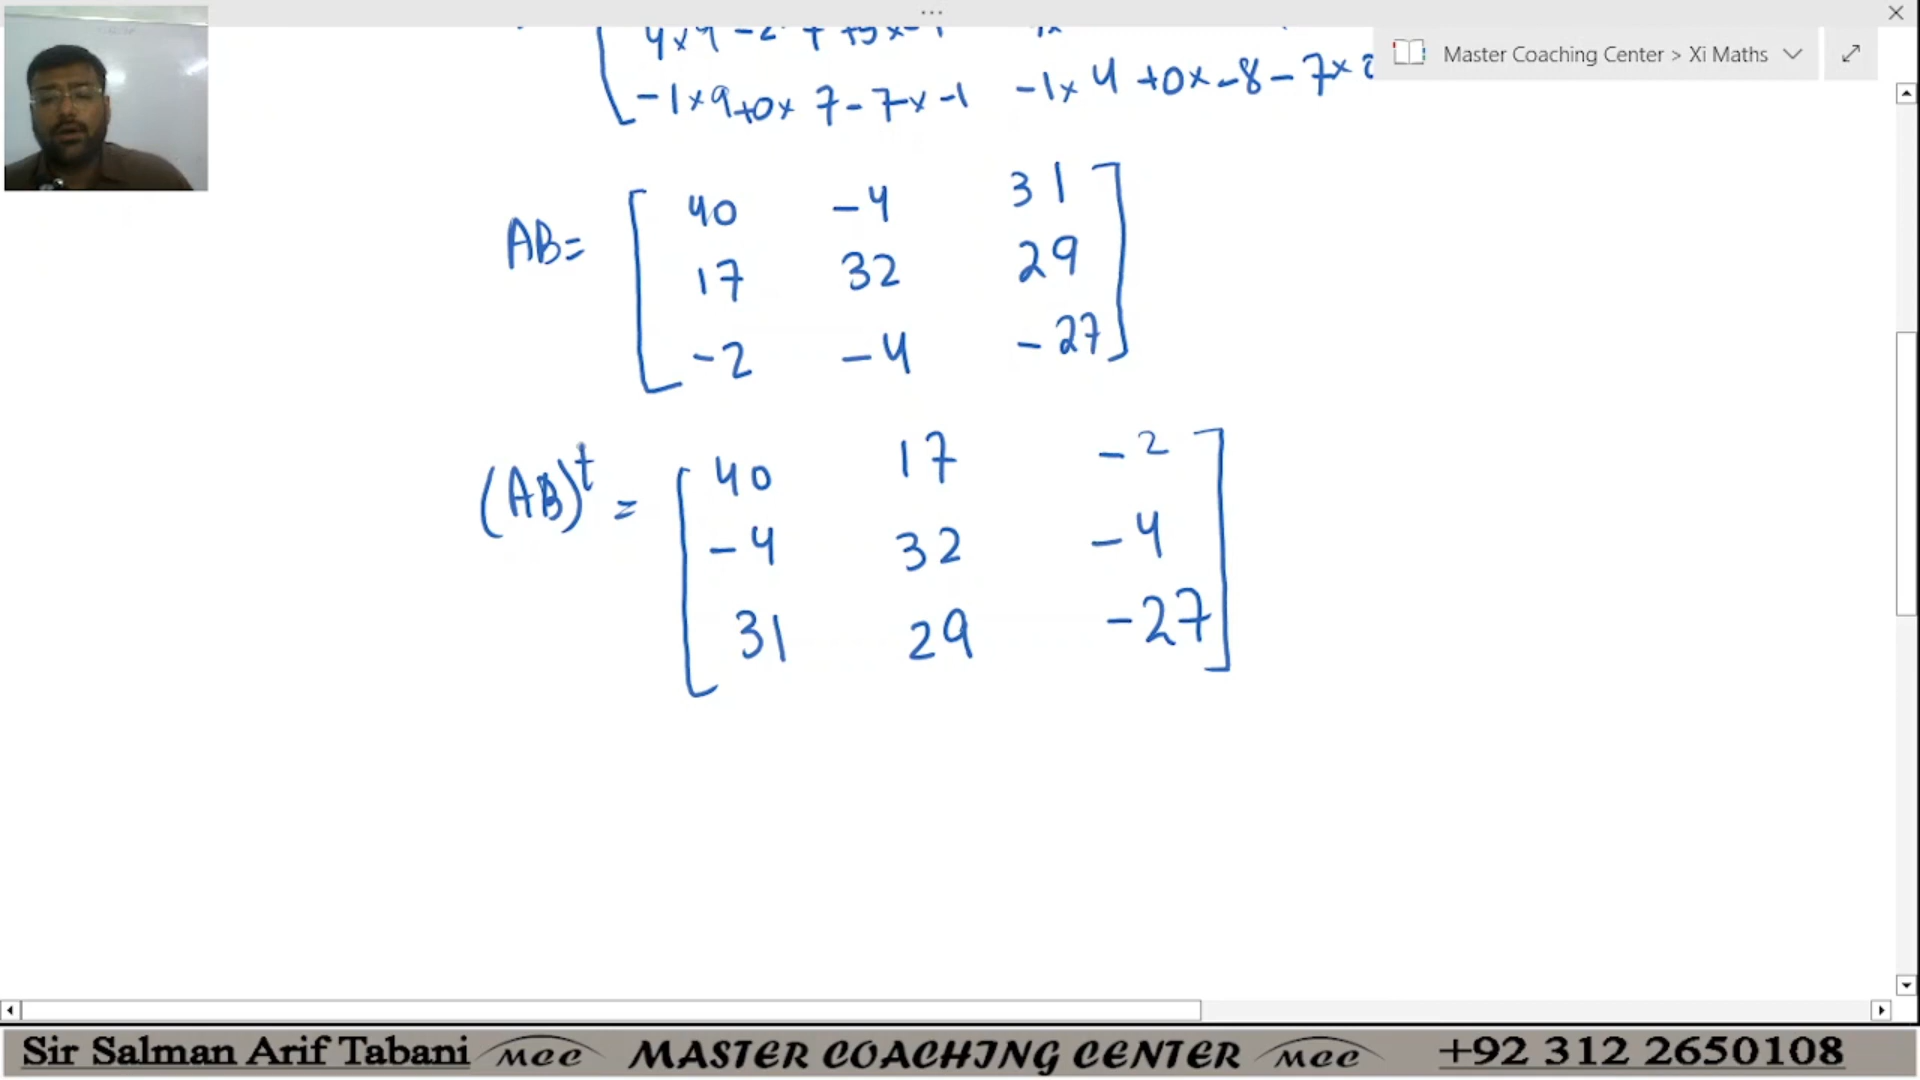 Master Coaching Center > Xi Maths
-1×9+0×7-7×-1 -1×4+0×-8-7×
AB= [ 40 -4 31 ]
17 32 29
-2 -4 -27
(AB)ᵗ = [ 40 17 -2 ]
-4 32 -4
31 29 -27
Sir Salman Arif Tabani MCC MASTER COACHING CENTER MCC +92 312 2650108